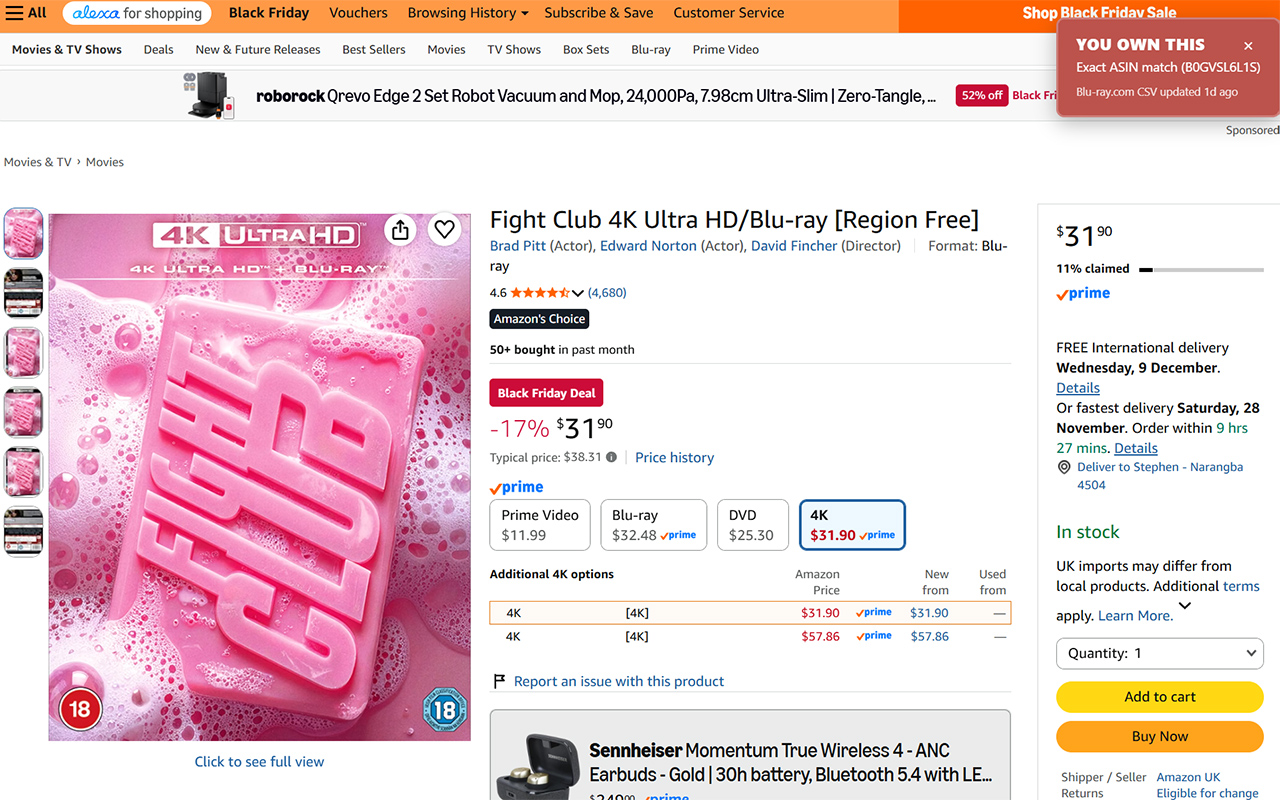 All
alexa for shopping
Black Friday
Vouchers
Browsing History
Subscribe & Save
Customer Service
Shop Black Friday Sale
Movies & TV Shows
Deals
New & Future Releases
Best Sellers
Movies
TV Shows
Box Sets
Blu-ray
Prime Video
YOU OWN THIS ×
Exact ASIN match (B0GVSL6L1S)
Blu-ray.com CSV updated 1d ago
roborock Qrevo Edge 2 Set Robot Vacuum and Mop, 24,000Pa, 7.98cm Ultra-Slim | Zero-Tangle, ...
52% off
Black Fri
Sponsored
Movies & TV › Movies
4K ULTRA HD™
4K ULTRA HD™ + BLU-RAY™
FIGHT
CLUB
18
18
Click to see full view
Fight Club 4K Ultra HD/Blu-ray [Region Free]
Brad Pitt (Actor), Edward Norton (Actor), David Fincher (Director)
Format: Blu-
ray
4.6 (4,680)
Amazon's Choice
50+ bought in past month
Black Friday Deal
-17% $31 90
Typical price: $38.31
Price history
prime
Prime Video
$11.99
Blu-ray
$32.48 prime
DVD
$25.30
4K
$31.90 prime
Additional 4K options
Amazon
Price
New
from
Used
from
4K [4K] $31.90 prime $31.90 —
4K [4K] $57.86 prime $57.86 —
Report an issue with this product
Sennheiser Momentum True Wireless 4 - ANC
Earbuds - Gold | 30h battery, Bluetooth 5.4 with LE...
$249 00 prime
$31 90
11% claimed
prime
FREE International delivery
Wednesday, 9 December.
Details
Or fastest delivery Saturday, 28
November. Order within 9 hrs
27 mins. Details
Deliver to Stephen - Narangba
4504
In stock
UK imports may differ from
local products. Additional terms
apply. Learn More.
Quantity: 1
Add to cart
Buy Now
Shipper / Seller Amazon UK
Returns Eligible for change